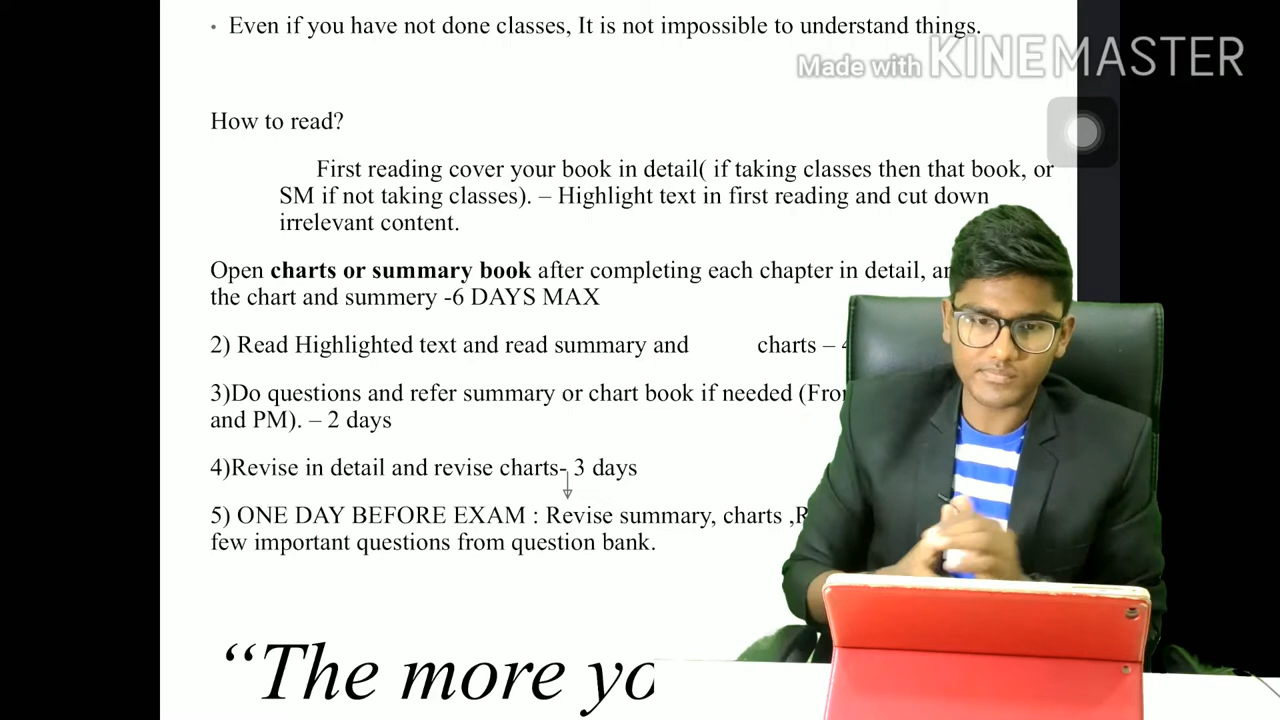 • Even if you have not done classes, It is not impossible to understand things.
Made with KINEMASTER
How to read?
First reading cover your book in detail( if taking classes then that book, or
SM if not taking classes). – Highlight text in first reading and cut down
irrelevant content.
Open charts or summary book after completing each chapter in detail,
the chart and summery -6 DAYS MAX
2) Read Highlighted text and read summary and charts –
3)Do questions and refer summary or chart book if needed
and PM). – 2 days
4)Revise in detail and revise charts- 3 days
5) ONE DAY BEFORE EXAM : Revise summary, charts ,
few important questions from question bank.
“The more